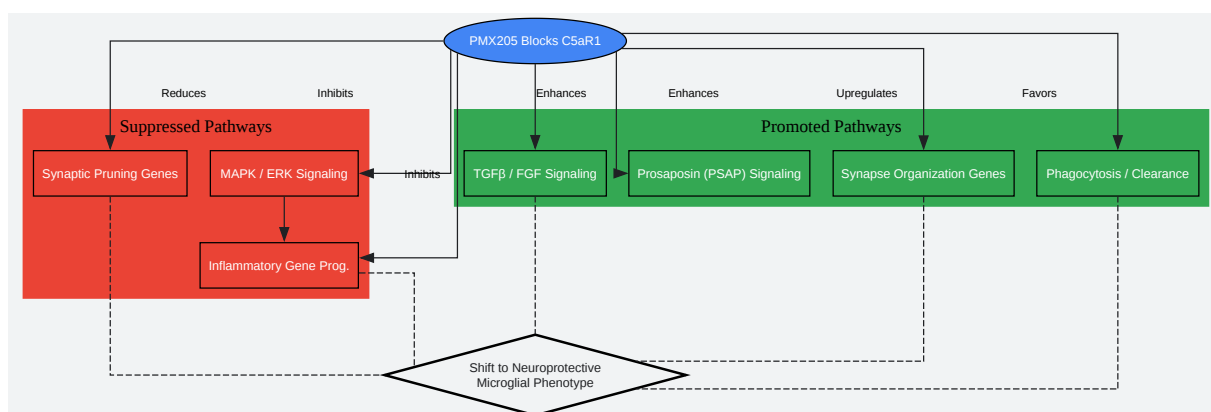 PMX205 Blocks C5aR1
Reduces
Inhibits
Enhances
Enhances
Upregulates
Favors
Suppressed Pathways
Promoted Pathways
Synaptic Pruning Genes
MAPK / ERK Signaling
Inhibits
TGFβ / FGF Signaling
Prosaposin (PSAP) Signaling
Synapse Organization Genes
Phagocytosis / Clearance
Inflammatory Gene Prog.
Shift to Neuroprotective
Microglial Phenotype